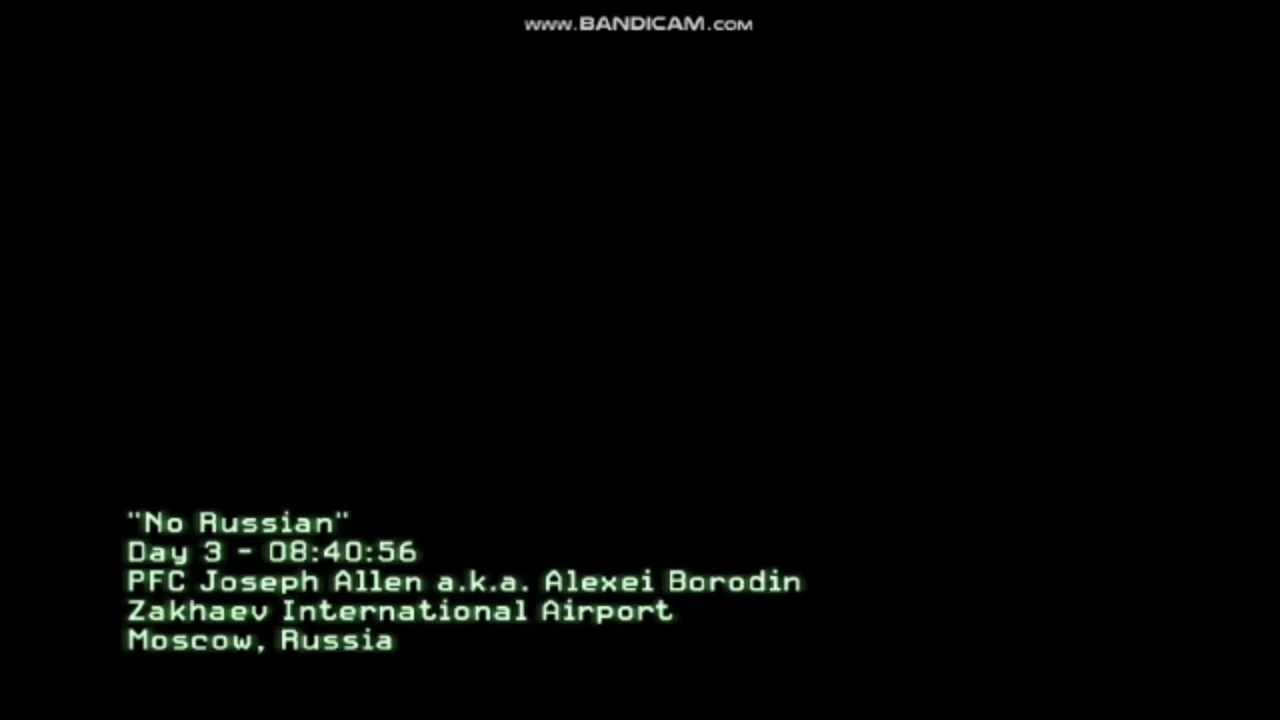 www.BANDICAM.COM
"No Russian"
Day 3 - 08:40:56
PFC Joseph Allen a.k.a. Alexei Borodin
Zakhaev International Airport
Moscow, Russia